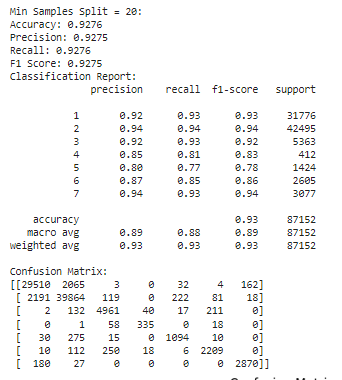 Min Samples Split = 20:
Accuracy: 0.9276
Precision: 0.9275
Recall: 0.9276
F1 Score: 0.9275
Classification Report:
precision recall f1-score support
1 0.92 0.93 0.93 31776
2 0.94 0.94 0.94 42495
3 0.92 0.93 0.92 5363
4 0.85 0.81 0.83 412
5 0.80 0.77 0.78 1424
6 0.87 0.85 0.86 2605
7 0.94 0.93 0.94 3077
accuracy 0.93 87152
macro avg 0.89 0.88 0.89 87152
weighted avg 0.93 0.93 0.93 87152
Confusion Matrix:
[[29510 2065 3 0 32 4 162]
[ 2191 39864 119 0 222 81 18]
[ 2 132 4961 40 17 211 0]
[ 0 1 58 335 0 18 0]
[ 30 275 15 0 1094 10 0]
[ 10 112 250 18 6 2209 0]
[ 180 27 0 0 0 0 2870]]